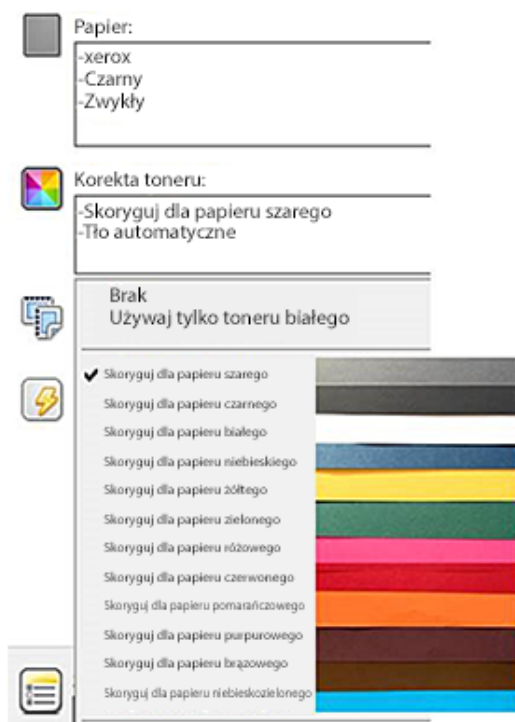 Papier:
-xerox
-Czarny
-Zwykły
Korekta toneru:
-Skoryguj dla papieru szarego
-Tło automatyczne
Brak
Używaj tylko toneru białego
Skoryguj dla papieru szarego
Skoryguj dla papieru czarnego
Skoryguj dla papieru białego
Skoryguj dla papieru niebieskiego
Skoryguj dla papieru żółtego
Skoryguj dla papieru zielonego
Skoryguj dla papieru różowego
Skoryguj dla papieru czerwonego
Skoryguj dla papieru pomarańczowego
Skoryguj dla papieru purpurowego
Skoryguj dla papieru brązowego
Skoryguj dla papieru niebieskozielonego